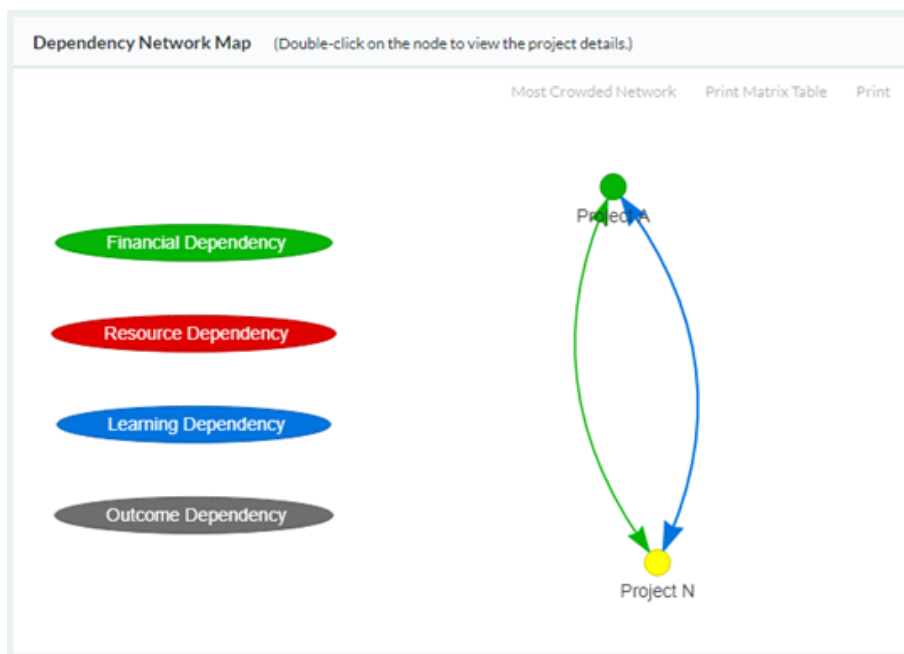 Dependency Network Map (Double-click on the node to view the project details.)
Most Crowded Network Print Matrix Table Print
Project A
Financial Dependency
Resource Dependency
Learning Dependency
Outcome Dependency
Project N